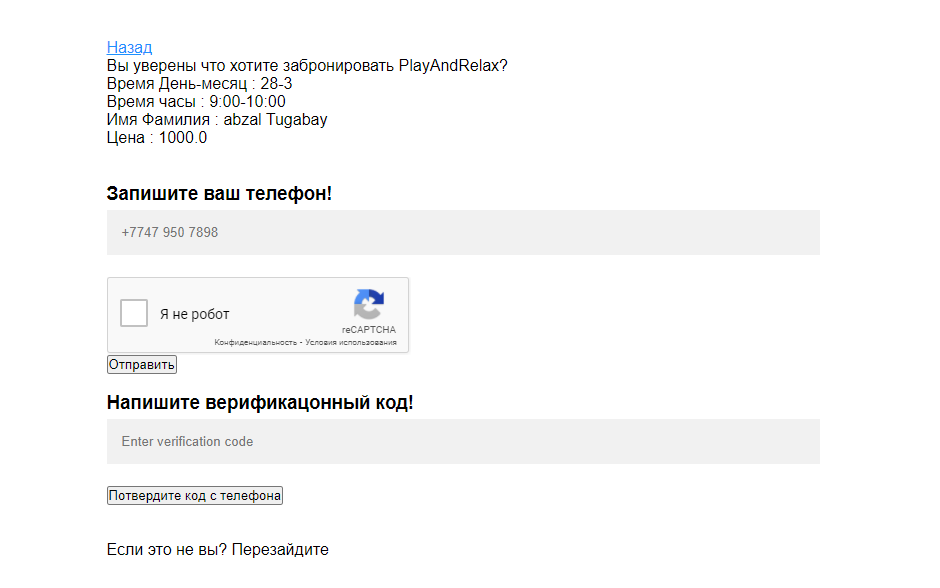 Назад
Вы уверены что хотите забронировать PlayAndRelax?
Время День-месяц : 28-3
Время часы : 9:00-10:00
Имя Фамилия : abzal Tugabay
Цена : 1000.0
Запишите ваш телефон!
+7747 950 7898
Я не робот
reCAPTCHA
Конфиденциальность - Условия использования
Отправить
Напишите верификацонный код!
Enter verification code
Потвердите код с телефона
Если это не вы? Перезайдите